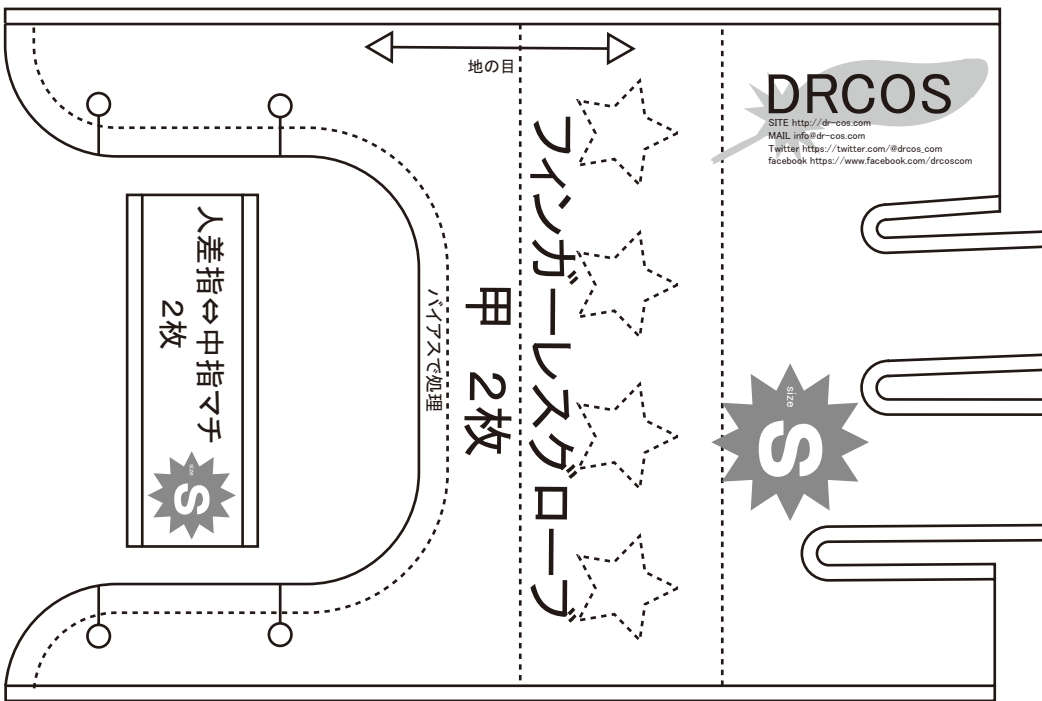 地の目
DRCOS
SITE http://dr-cos.com
MAIL info@dr-cos.com
Twitter https://twitter.com/@drcos_com
facebook https://www.facebook.com/drcoscom
フィンガーレスグローブ
甲 2枚
バイアスで処理
size
S
人差指⇔中指マチ
2枚
size
S